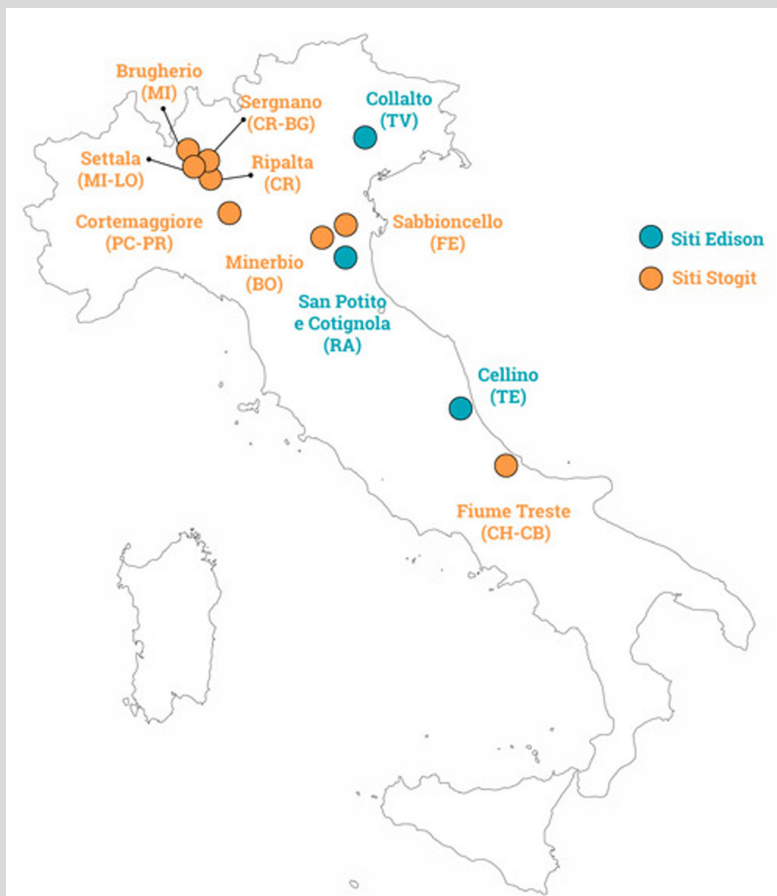 Brugherio
(MI)
Sergnano
(CR-BG)
Collalto
(TV)
Settala
(MI-LO)
Ripalta
(CR)
Cortemaggiore
(PC-PR)
Sabbioncello
(FE)
Minerbio
(BO)
Siti Edison
Siti Stogit
San Potito
e Cotignola
(RA)
Cellino
(TE)
Fiume Treste
(CH-CB)